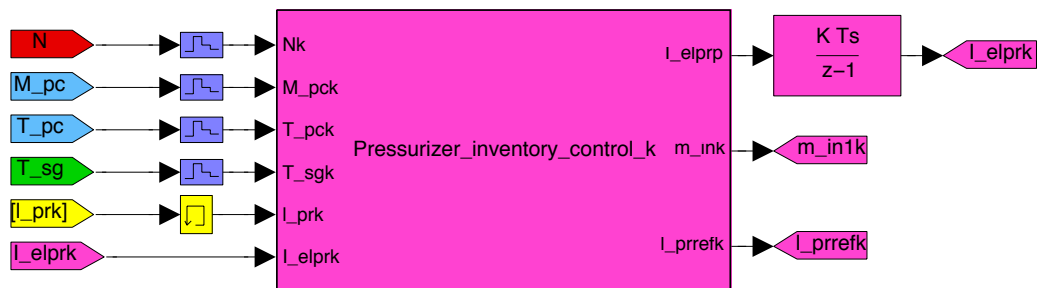 N
M_pc
T_pc
T_sg
[l_prk]
l_elprk
Nk
M_pck
T_pck
T_sgk
l_prk
l_elprk
Pressurizer_inventory_control_k
l_elprp
m_ink
l_prrefk
K Ts
z−1
l_elprk
m_in1k
l_prrefk